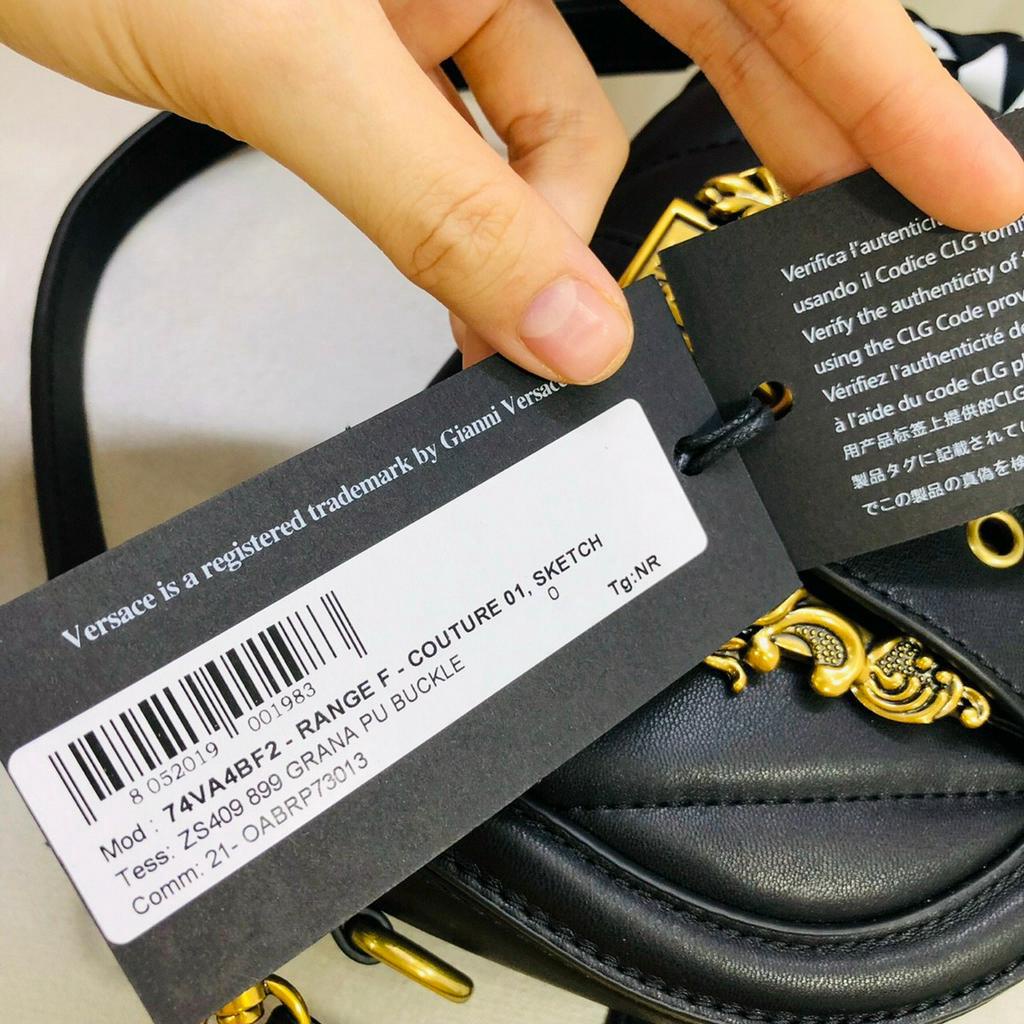 Versace is a registered trademark by Gianni Versace
8 052019 001983
Mod : 74VA4BF2 - RANGE F - COUTURE 01, SKETCH
Tess: ZS409 899 GRANA PU BUCKLE 0 Tg:NR
Comm: 21- OABRP73013
Verifica l'autentici
usando il Codice CLG forni
Verify the authenticity of
using the CLG Code prov
Vérifiez l'authenticité de
à l'aide du code CLG
用产品标签上提供的CLG
製品タグに記載されてい
でこの製品の真偽を検